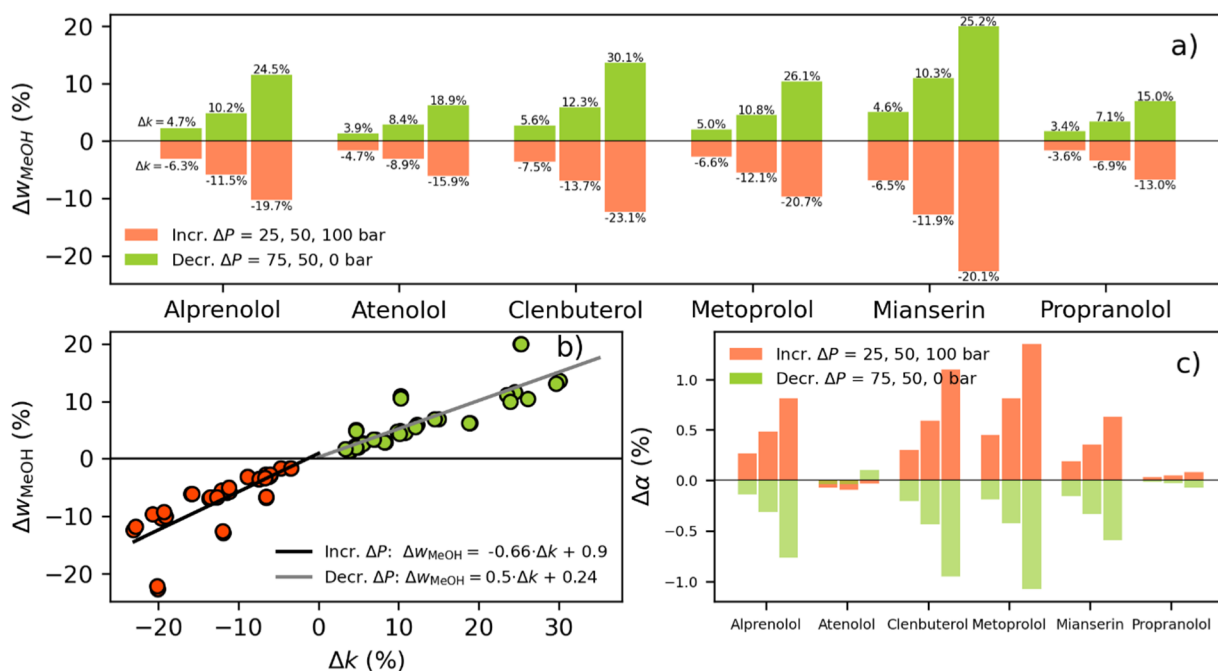 20
10
0
−10
−20
Δw_MeOH (%)
a)
Δk = 4.7%
10.2%
24.5%
3.9%
8.4%
18.9%
5.6%
12.3%
30.1%
5.0%
10.8%
26.1%
4.6%
10.3%
25.2%
3.4%
7.1%
15.0%
Δk = -6.3%
-11.5%
-19.7%
-4.7%
-8.9%
-15.9%
-7.5%
-13.7%
-23.1%
-6.6%
-12.1%
-20.7%
-6.5%
-11.9%
-20.1%
-3.6%
-6.9%
-13.0%
Incr. ΔP = 25, 50, 100 bar
Decr. ΔP = 75, 50, 0 bar
Alprenolol Atenolol Clenbuterol Metoprolol Mianserin Propranolol
b)
20
10
0
−10
−20
Δw_MeOH (%)
Incr. ΔP: Δw_MeOH = -0.66·Δk + 0.9
Decr. ΔP: Δw_MeOH = 0.5·Δk + 0.24
−20 −10 0 10 20 30
Δk (%)
c)
Incr. ΔP = 25, 50, 100 bar
Decr. ΔP = 75, 50, 0 bar
1.0
0.5
0.0
−0.5
−1.0
Δα (%)
Alprenolol Atenolol Clenbuterol Metoprolol Mianserin Propranolol